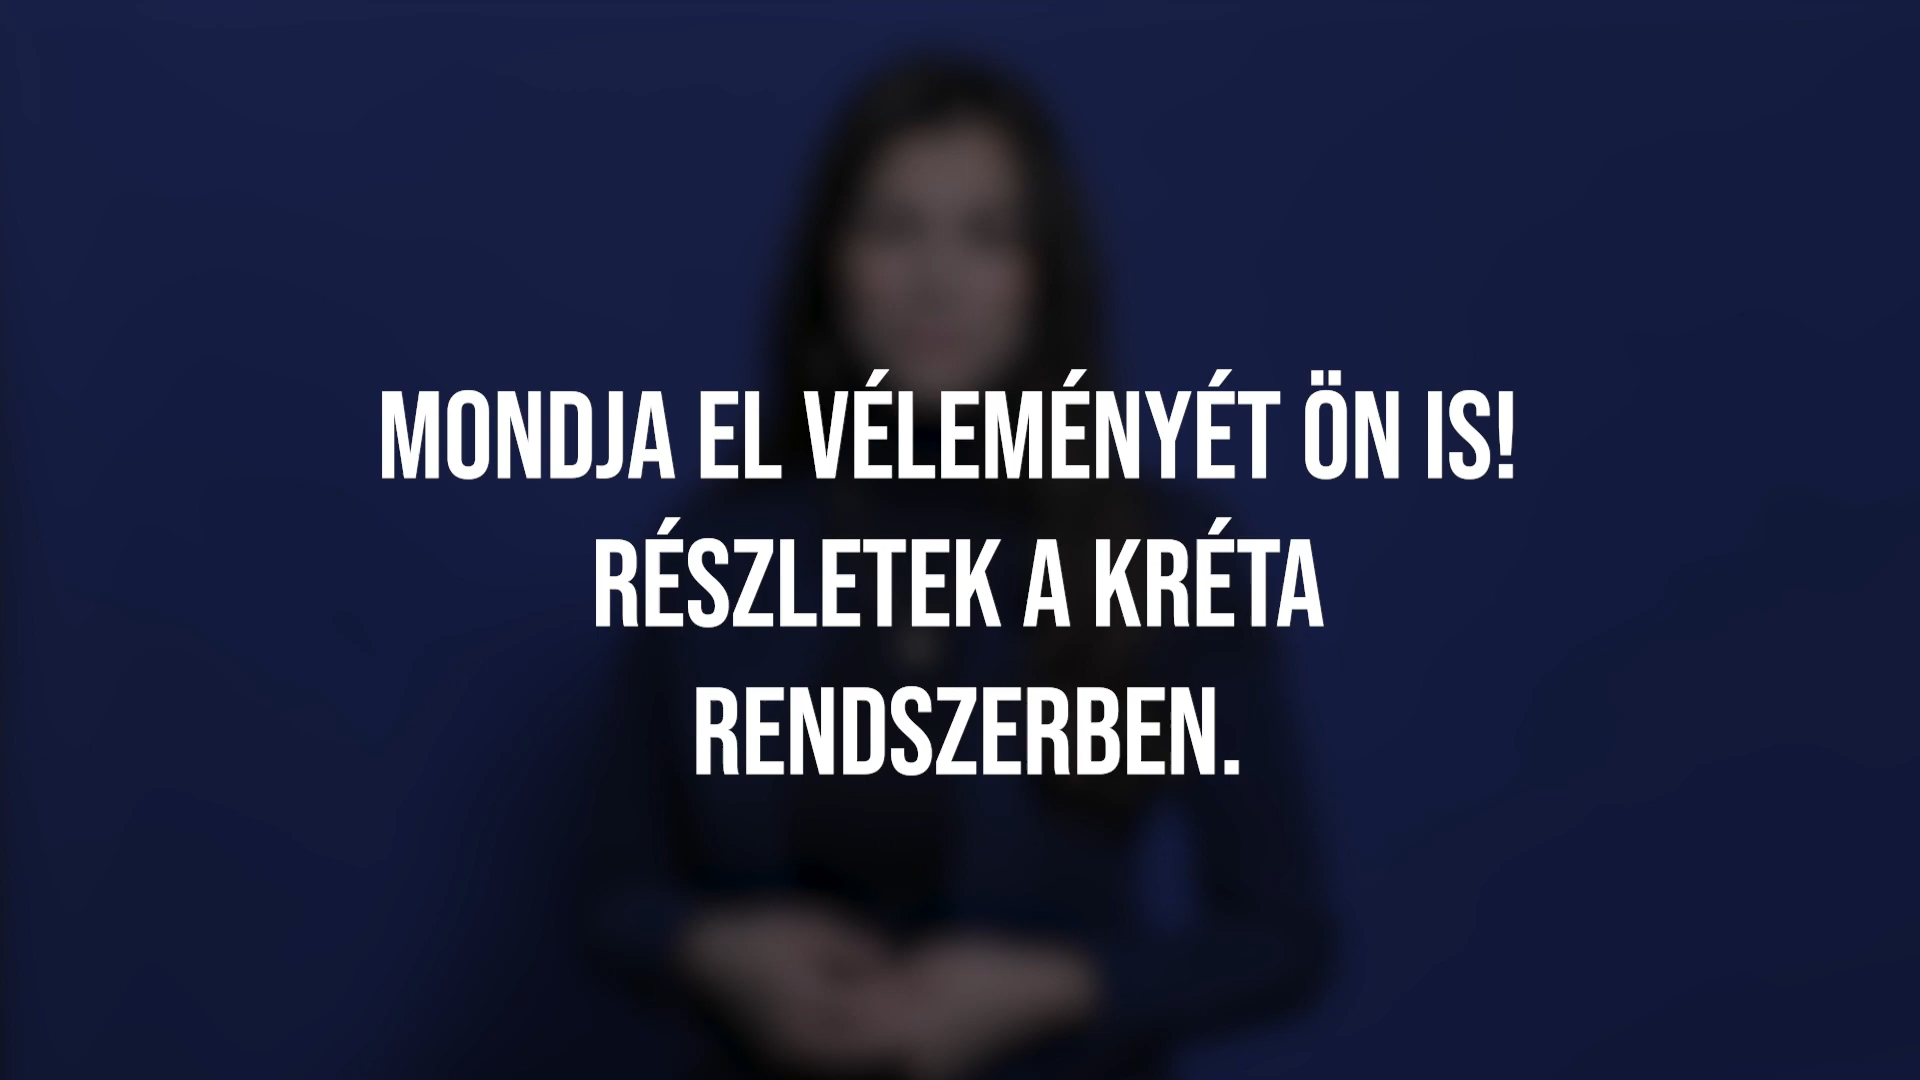 MONDJA EL VÉLEMÉNYÉT ÖN IS!
RÉSZLETEK A KRÉTA
RENDSZERBEN.